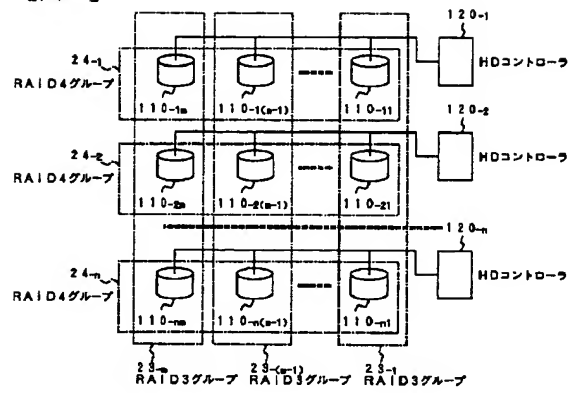 120-1
24-1
RAID4グループ
HDコントローラ
110-1m
110-1(m-1)
110-11
120-2
24-2
RAID4グループ
HDコントローラ
110-2m
110-2(m-1)
110-21
120-n
24-n
RAID4グループ
HDコントローラ
110-nm
110-n(m-1)
110-n1
23-m
RAID3グループ
23-(m-1)
RAID3グループ
23-1
RAID3グループ